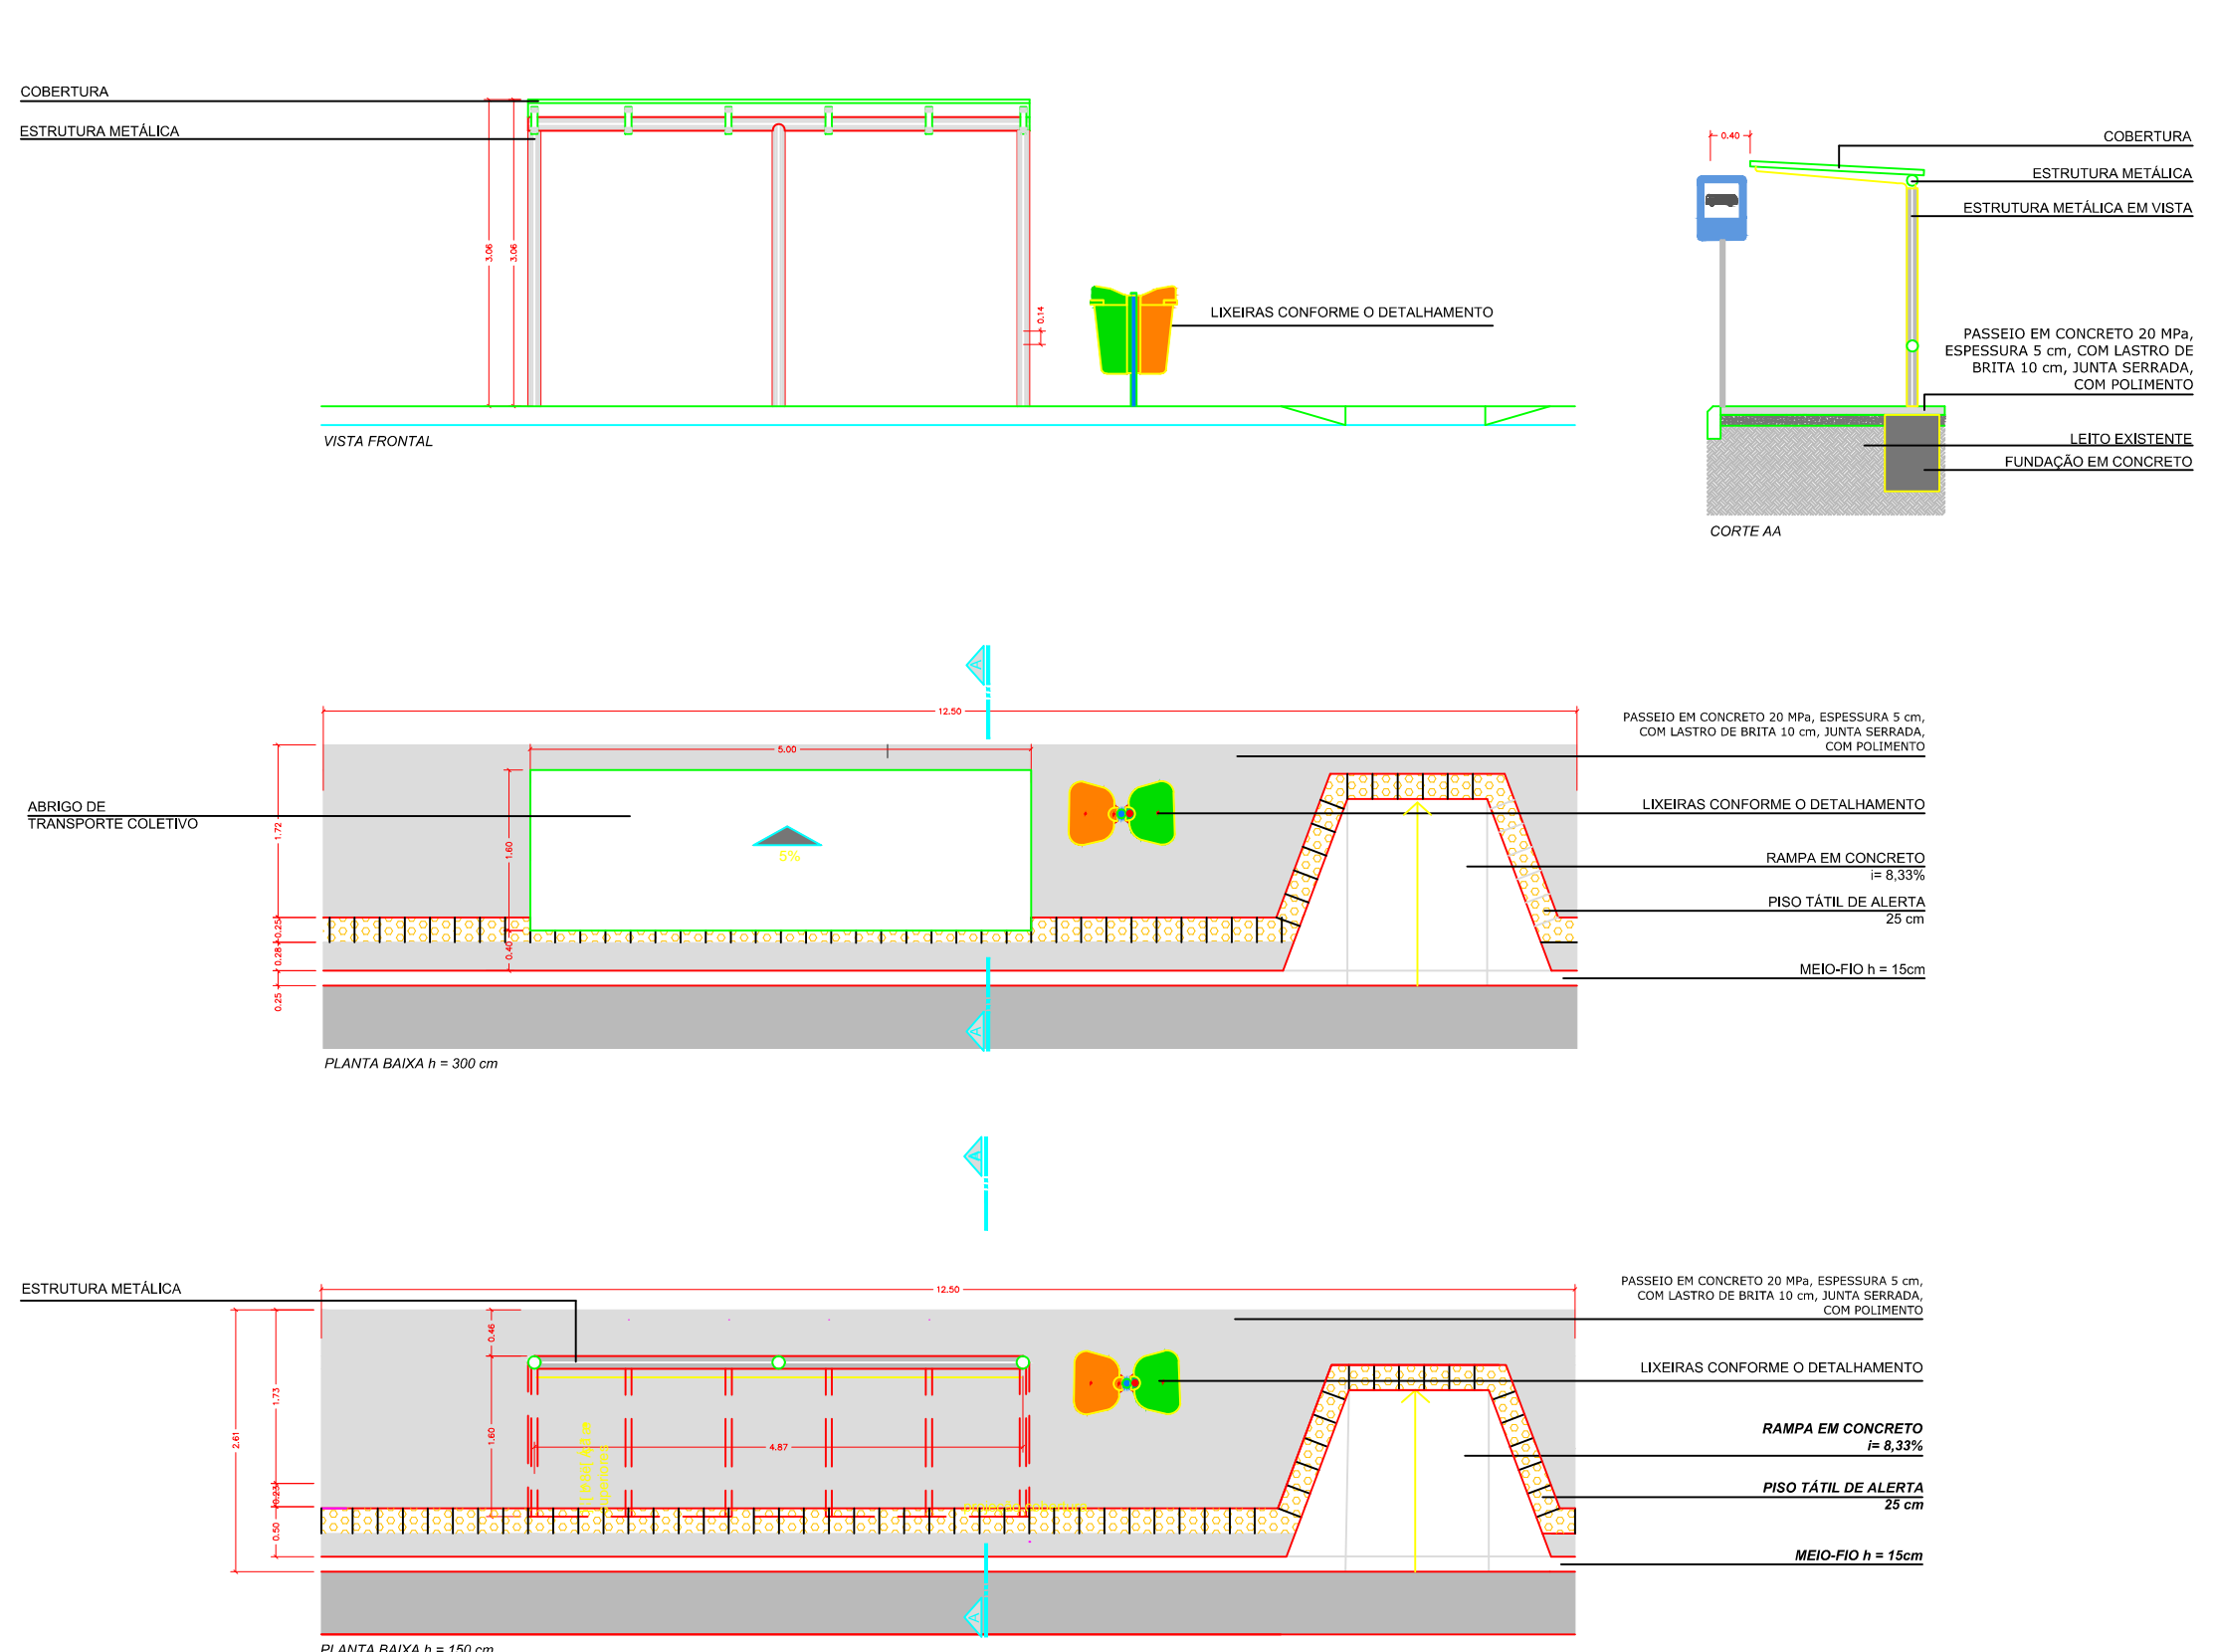 COBERTURA
ESTRUTURA METÁLICA
3.06
3.06
0.14
LIXEIRAS CONFORME O DETALHAMENTO
VISTA FRONTAL
0.40
COBERTURA
ESTRUTURA METÁLICA
ESTRUTURA METÁLICA EM VISTA
PASSEIO EM CONCRETO 20 MPa,
ESPESSURA 5 cm, COM LASTRO DE
BRITA 10 cm, JUNTA SERRADA,
COM POLIMENTO
LEITO EXISTENTE
FUNDAÇÃO EM CONCRETO
CORTE AA
A
12.50
5.00
1.72
1.60
0.25
0.28
0.40
0.25
5%
ABRIGO DE
TRANSPORTE COLETIVO
PASSEIO EM CONCRETO 20 MPa, ESPESSURA 5 cm,
COM LASTRO DE BRITA 10 cm, JUNTA SERRADA,
COM POLIMENTO
LIXEIRAS CONFORME O DETALHAMENTO
RAMPA EM CONCRETO
i= 8,33%
PISO TÁTIL DE ALERTA
25 cm
MEIO-FIO h = 15cm
A
PLANTA BAIXA h = 300 cm
A
ESTRUTURA METÁLICA
12.50
0.46
1.73
2.61
1.60
4.87
0.23
0.50
projeção cobertura
PASSEIO EM CONCRETO 20 MPa, ESPESSURA 5 cm,
COM LASTRO DE BRITA 10 cm, JUNTA SERRADA,
COM POLIMENTO
LIXEIRAS CONFORME O DETALHAMENTO
RAMPA EM CONCRETO
i= 8,33%
PISO TÁTIL DE ALERTA
25 cm
MEIO-FIO h = 15cm
A
PLANTA BAIXA h = 150 cm